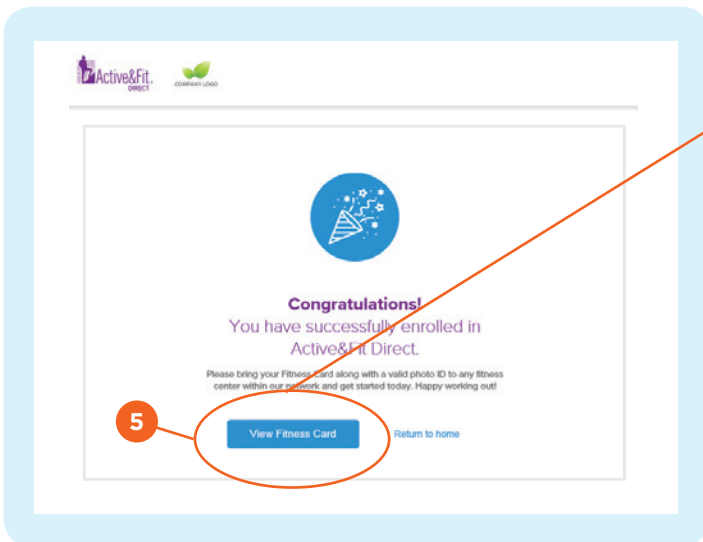 Active&Fit.
DIRECT
COMPANY LOGO
Congratulations!
You have successfully enrolled in
Active&Fit Direct.
Please bring your Fitness Card along with a valid photo ID to any fitness
center within our network and get started today. Happy working out!
5
View Fitness Card
Return to home